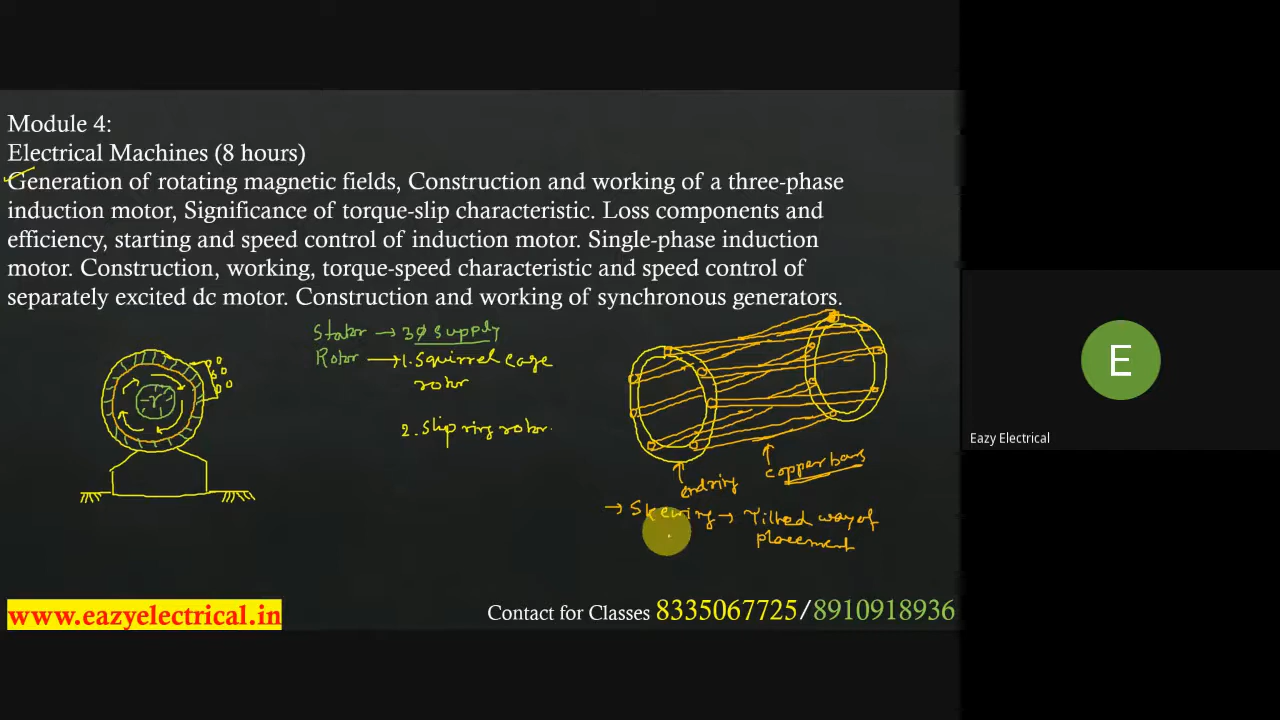 Module 4:
Electrical Machines (8 hours)
Generation of rotating magnetic fields, Construction and working of a three-phase
induction motor, Significance of torque-slip characteristic. Loss components and
efficiency, starting and speed control of induction motor. Single-phase induction
motor. Construction, working, torque-speed characteristic and speed control of
separately excited dc motor. Construction and working of synchronous generators.
Stator → 3φ supply
Rotor → 1. Squirrel cage
rotor
2. Slip ring rotor.
copper bars
end ring
→ Skewing → Tilted way of
placement
www.eazyelectrical.in
Contact for Classes 8335067725/8910918936
E
Eazy Electrical